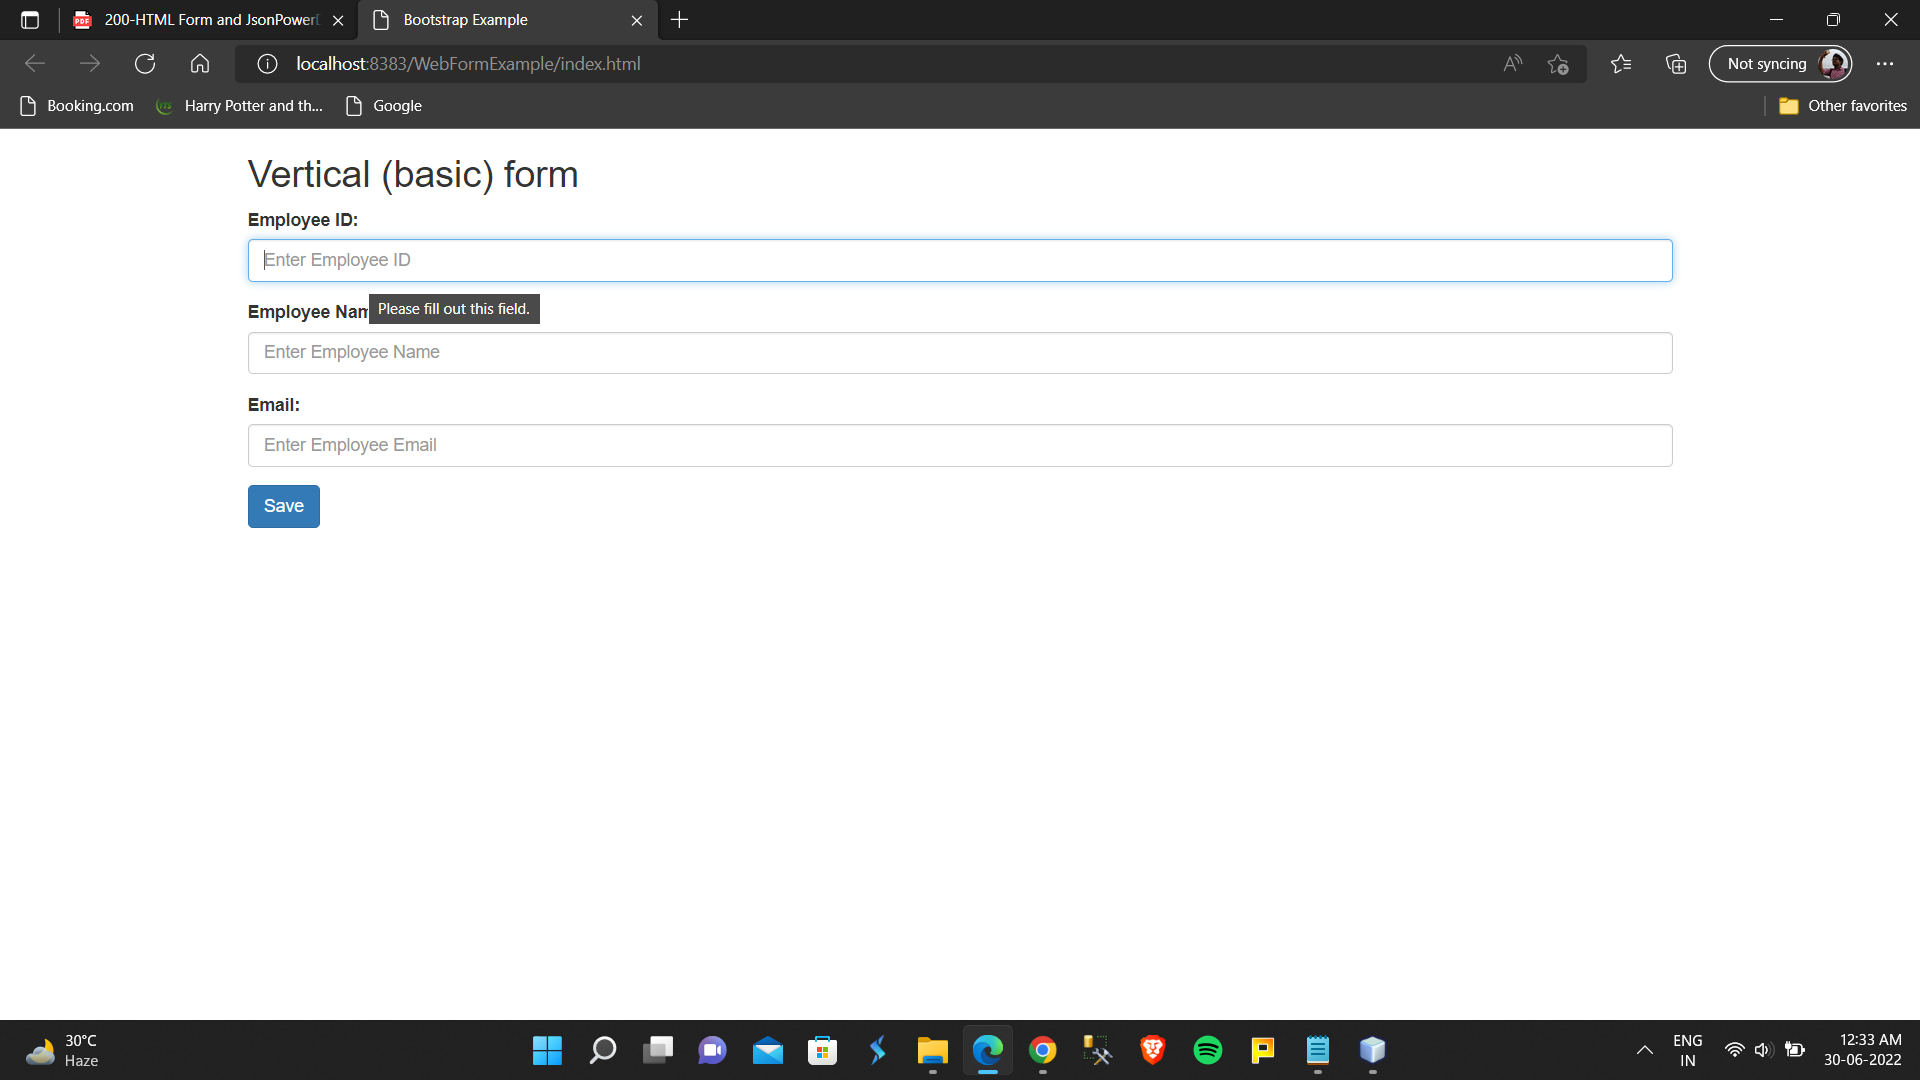 200-HTML Form and JsonPower
Bootstrap Example
localhost:8383/WebFormExample/index.html
Not syncing
Booking.com
Harry Potter and th...
Google
Other favorites
Vertical (basic) form
Employee ID:
Enter Employee ID
Employee Nam
Please fill out this field.
Enter Employee Name
Email:
Enter Employee Email
Save
30°C
Haze
ENG
IN
12:33 AM
30-06-2022